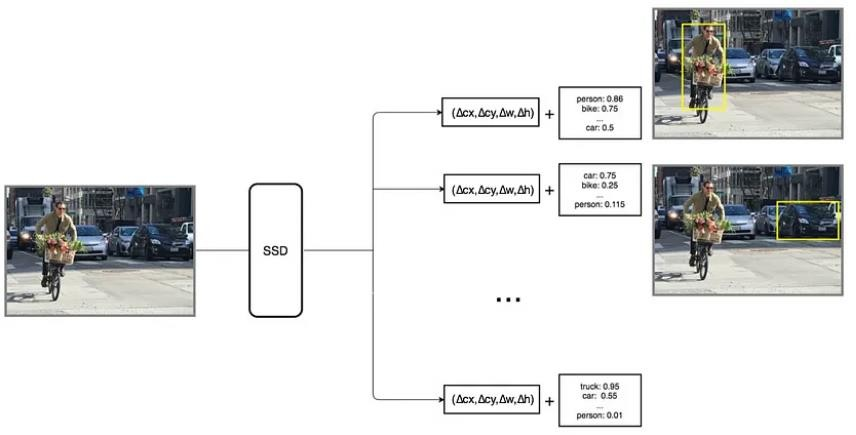 (Δcx,Δcy,Δw,Δh)
+
person: 0.86
bike: 0.75
...
car: 0.5
(Δcx,Δcy,Δw,Δh)
+
car: 0.75
bike: 0.25
...
person: 0.115
SSD
...
(Δcx,Δcy,Δw,Δh)
+
truck: 0.95
car: 0.55
...
person: 0.01